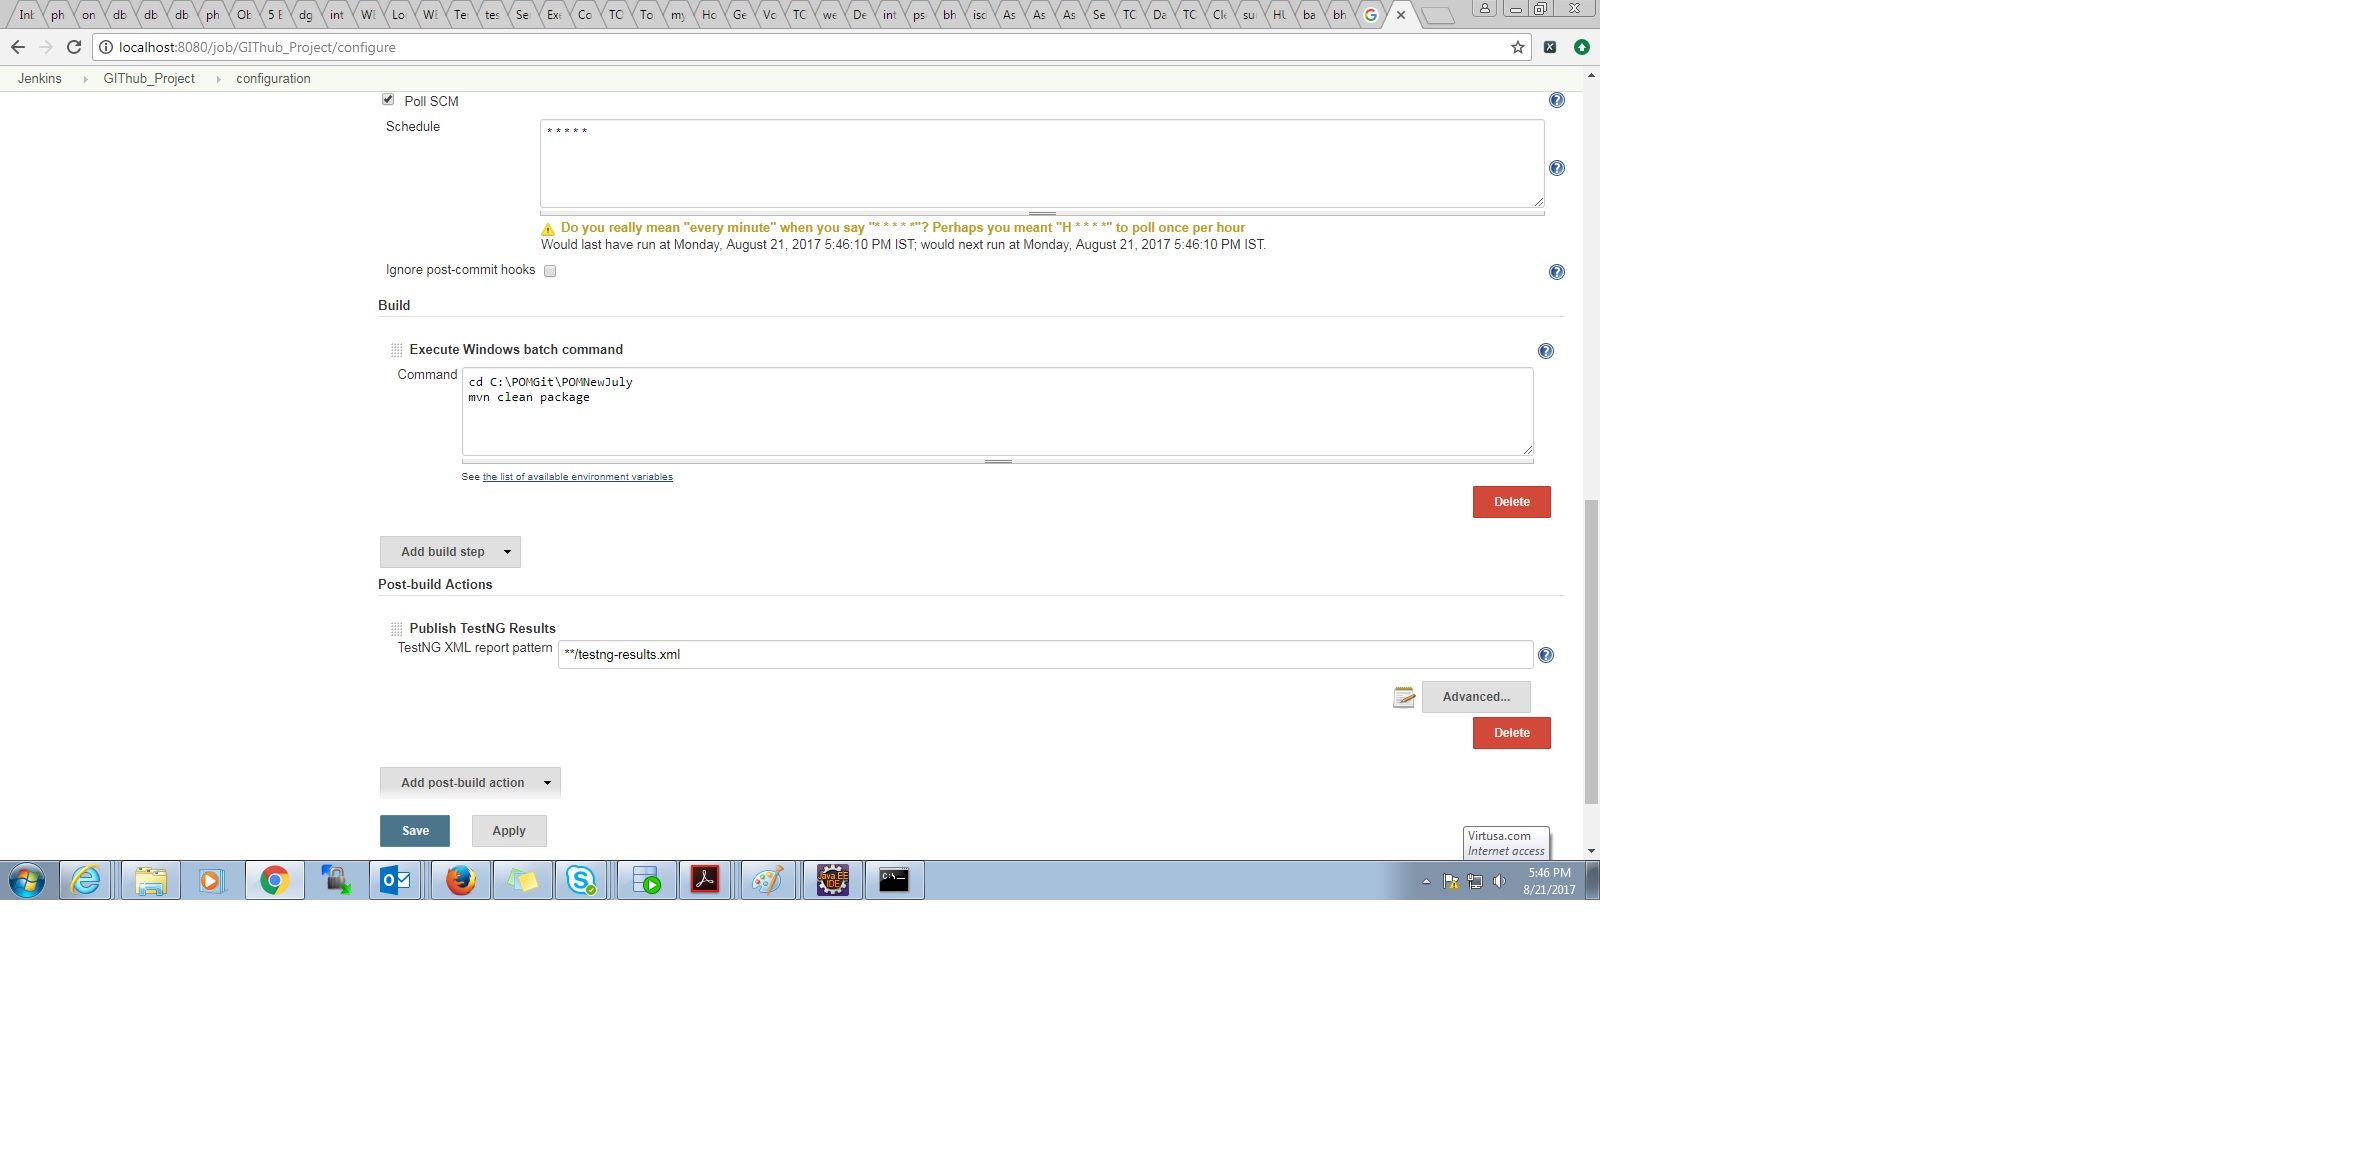 Inl ph on db db db ph Ob 5 E dg int WE Lo WE Te tes Se Exe Co TC To my Ho Ge Vo TC we De int ps bh iso As As As Se TC Da TC Cle su HU ba bh
localhost:8080/job/GIThub_Project/configure
Jenkins GIThub_Project configuration
Poll SCM
Schedule
* * * * *
Do you really mean "every minute" when you say "* * * * *"? Perhaps you meant "H * * * *" to poll once per hour
Would last have run at Monday, August 21, 2017 5:46:10 PM IST; would next run at Monday, August 21, 2017 5:46:10 PM IST.
Ignore post-commit hooks
Build
Execute Windows batch command
Command
cd C:\POMGit\POMNewJuly
mvn clean package
See the list of available environment variables
Delete
Add build step
Post-build Actions
Publish TestNG Results
TestNG XML report pattern
**/testng-results.xml
Advanced...
Delete
Add post-build action
Save Apply
Virtusa.com
Internet access
Java EE
IDE
5:46 PM
8/21/2017